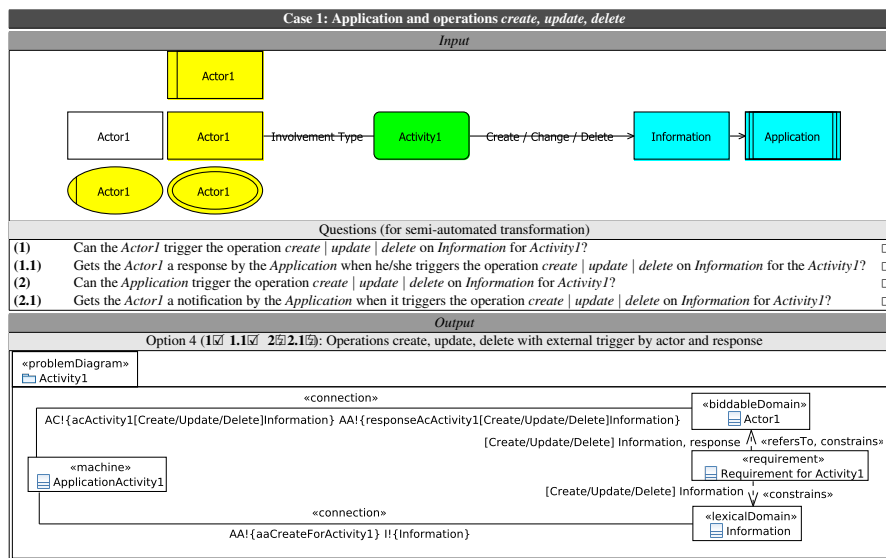 Case 1: Application and operations create, update, delete
Input
Actor1
Actor1
Actor1
Involvement Type
Activity1
Create / Change / Delete
Information
Application
Actor1
Actor1
Questions (for semi-automated transformation)
(1) Can the Actor1 trigger the operation create | update | delete on Information for Activity1? □
(1.1) Gets the Actor1 a response by the Application when he/she triggers the operation create | update | delete on Information for the Activity1? □
(2) Can the Application trigger the operation create | update | delete on Information for Activity1? □
(2.1) Gets the Actor1 a notification by the Application when it triggers the operation create | update | delete on Information for Activity1? □
Output
Option 4 (1☑ 1.1☑ 2 2.1): Operations create, update, delete with external trigger by actor and response
«problemDiagram»
Activity1
«connection»
AC!{acActivity1[Create/Update/Delete]Information} AA!{responseAcActivity1[Create/Update/Delete]Information}
«biddableDomain»
Actor1
[Create/Update/Delete] Information, response
«refersTo, constrains»
«machine»
ApplicationActivity1
«requirement»
Requirement for Activity1
[Create/Update/Delete] Information
«constrains»
«connection»
AA!{aaCreateForActivity1} I!{Information}
«lexicalDomain»
Information